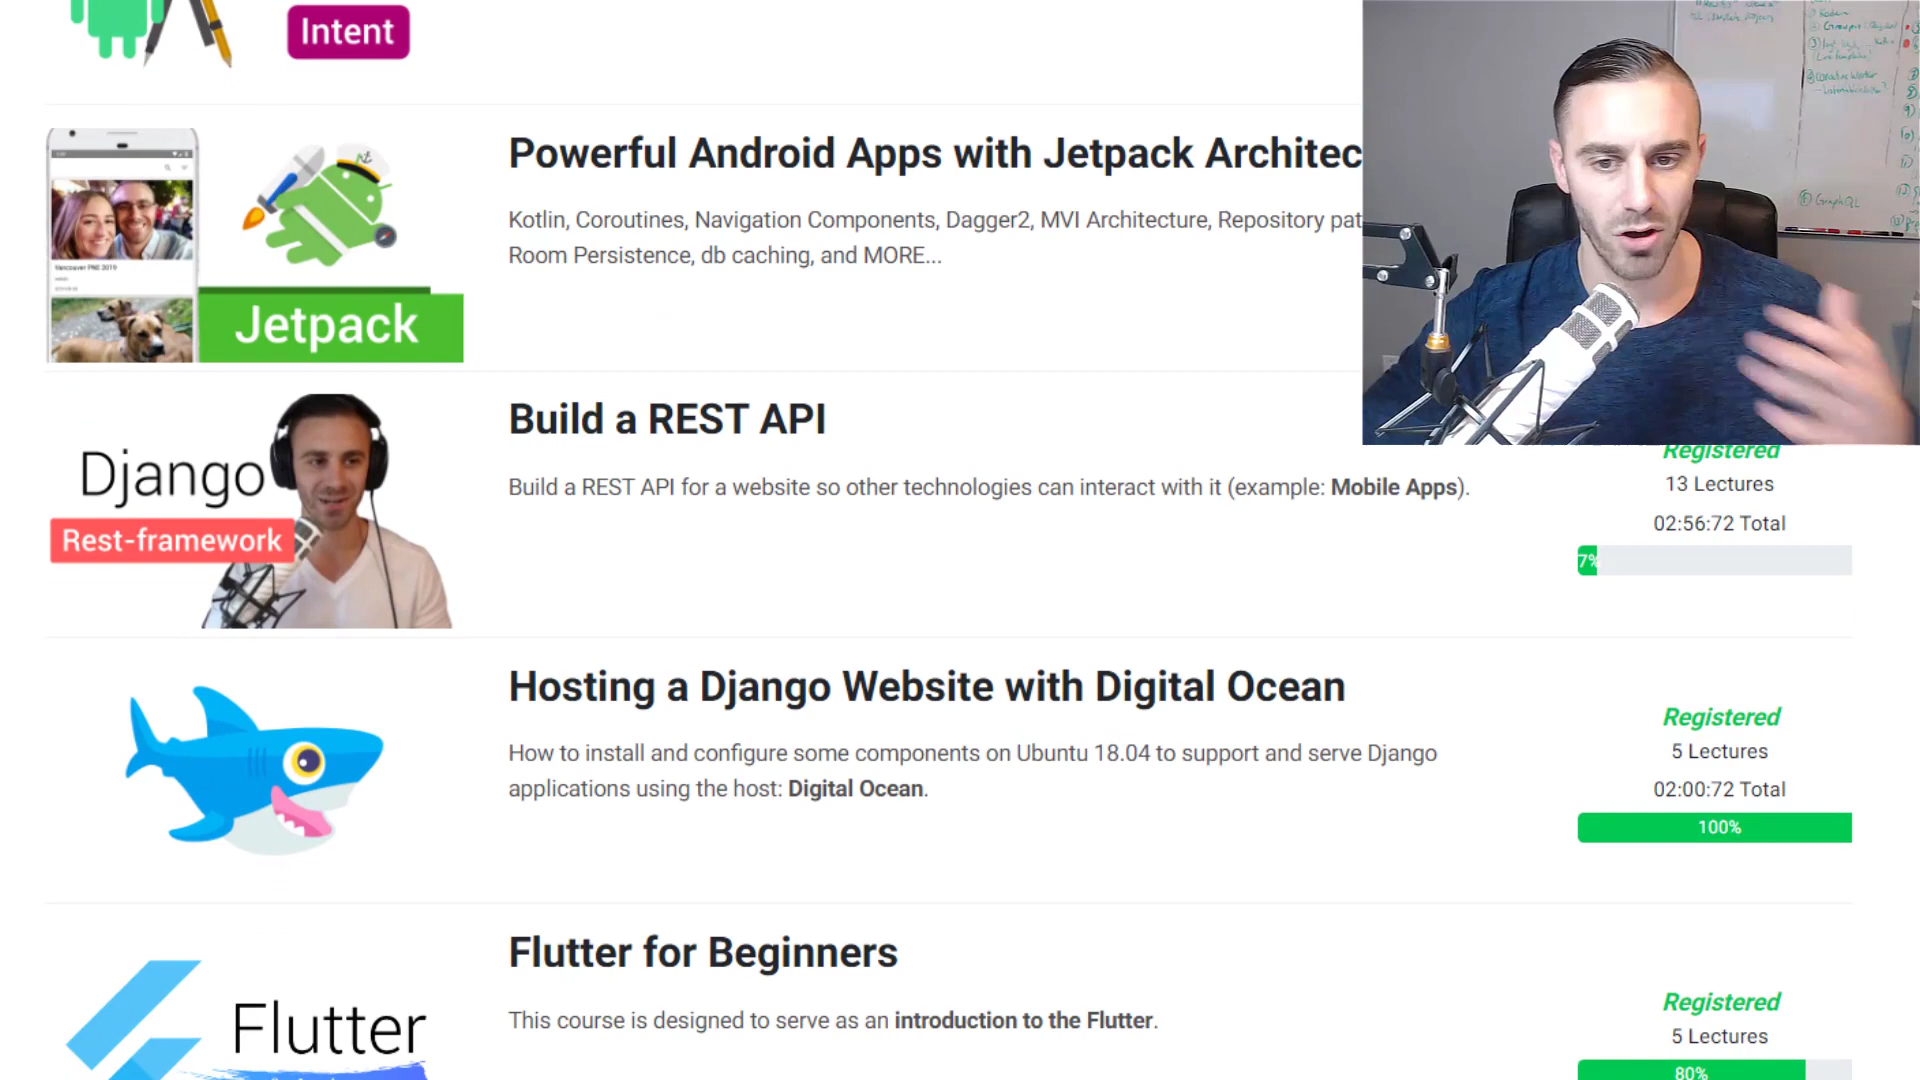 Intent
Powerful Android Apps with Jetpack Architec
Kotlin, Coroutines, Navigation Components, Dagger2, MVI Architecture, Repository pat
Room Persistence, db caching, and MORE...
Vancouver PNE 2019
Jetpack
Build a REST API
Build a REST API for a website so other technologies can interact with it (example: Mobile Apps).
Django
Rest-framework
Registered
13 Lectures
02:56:72 Total
7%
Hosting a Django Website with Digital Ocean
How to install and configure some components on Ubuntu 18.04 to support and serve Django
applications using the host: Digital Ocean.
Registered
5 Lectures
02:00:72 Total
100%
Flutter for Beginners
This course is designed to serve as an introduction to the Flutter.
Flutter
Registered
5 Lectures
80%
GraphQL